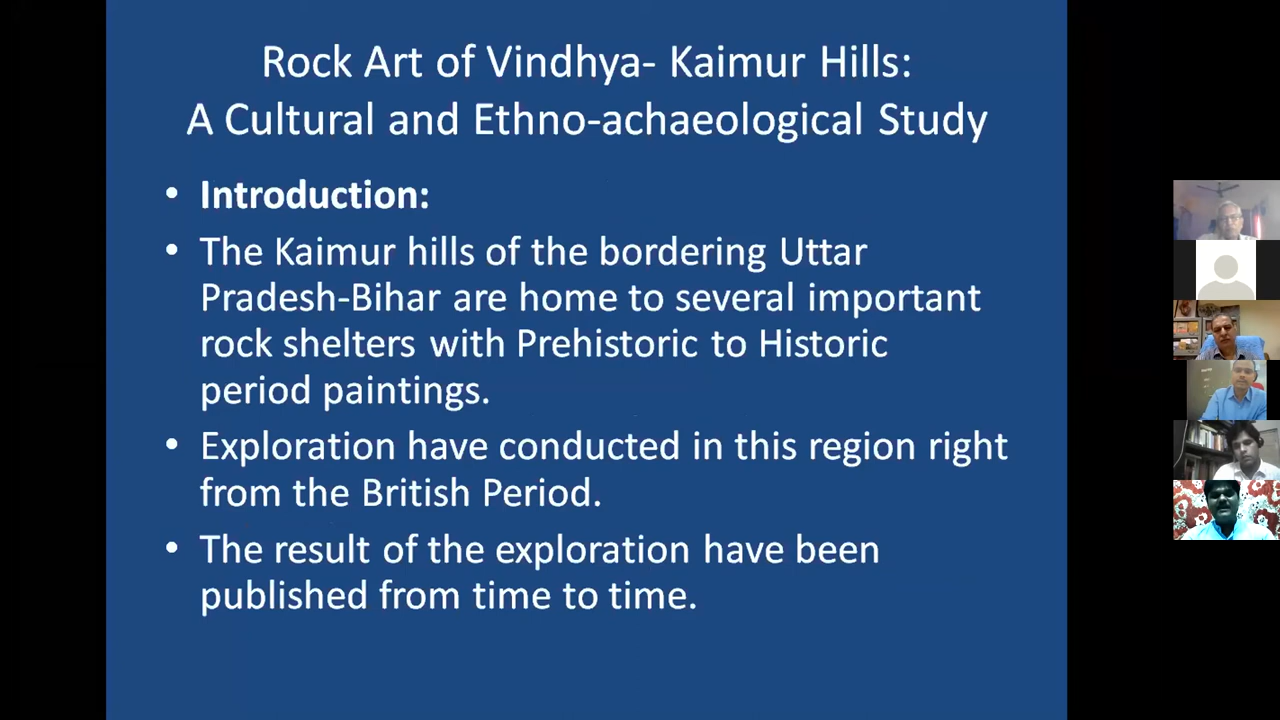 Rock Art of Vindhya- Kaimur Hills:
A Cultural and Ethno-achaeological Study
• Introduction:
• The Kaimur hills of the bordering Uttar
Pradesh-Bihar are home to several important
rock shelters with Prehistoric to Historic
period paintings.
• Exploration have conducted in this region right
from the British Period.
• The result of the exploration have been
published from time to time.